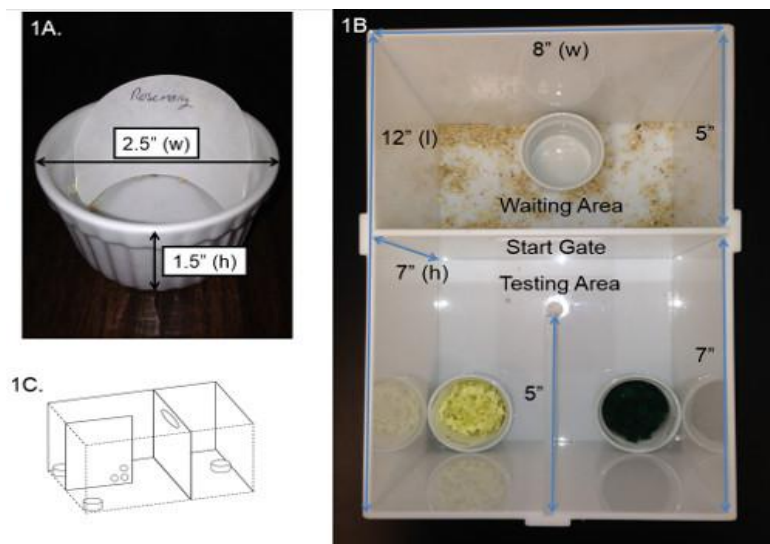 1A.
Rosemary
2.5” (w)
1.5” (h)
1C.
1B
8” (w)
12” (l)
5”
Waiting Area
Start Gate
7” (h)
Testing Area
5”
7”